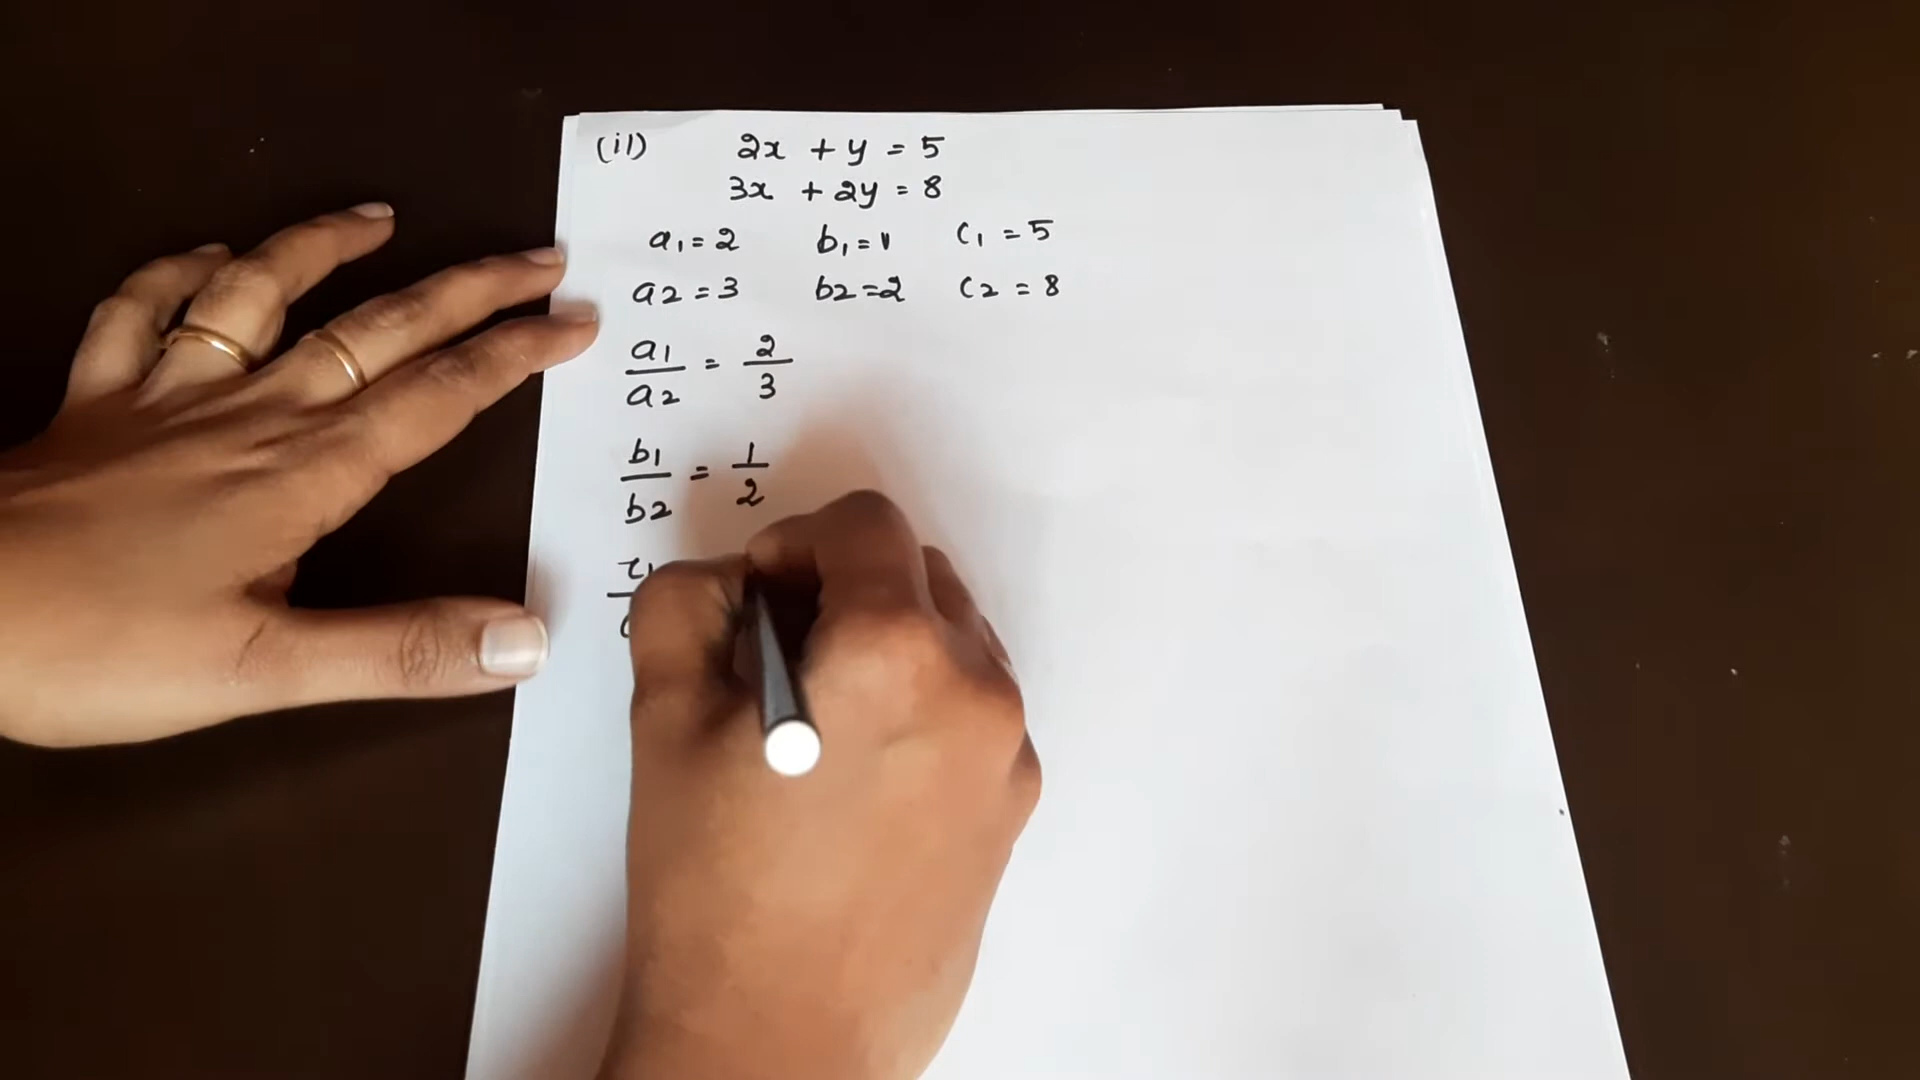 (ii) 2x + y = 5
3x + 2y = 8
a1 = 2 b1 = 1 c1 = 5
a2 = 3 b2 = 2 c2 = 8
a1/a2 = 2/3
b1/b2 = 1/2
c1